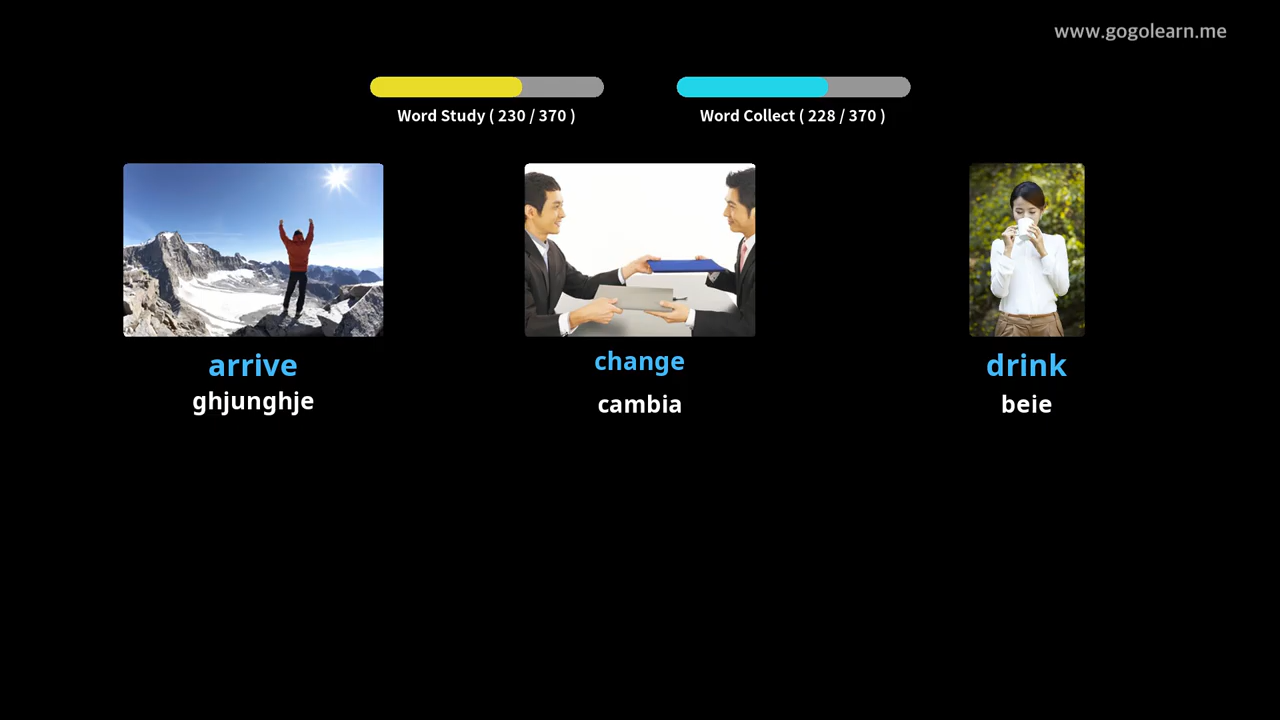 www.gogolearn.me
Word Study ( 230 / 370 )
Word Collect ( 228 / 370 )
arrive
ghjunghje
change
cambia
drink
beie